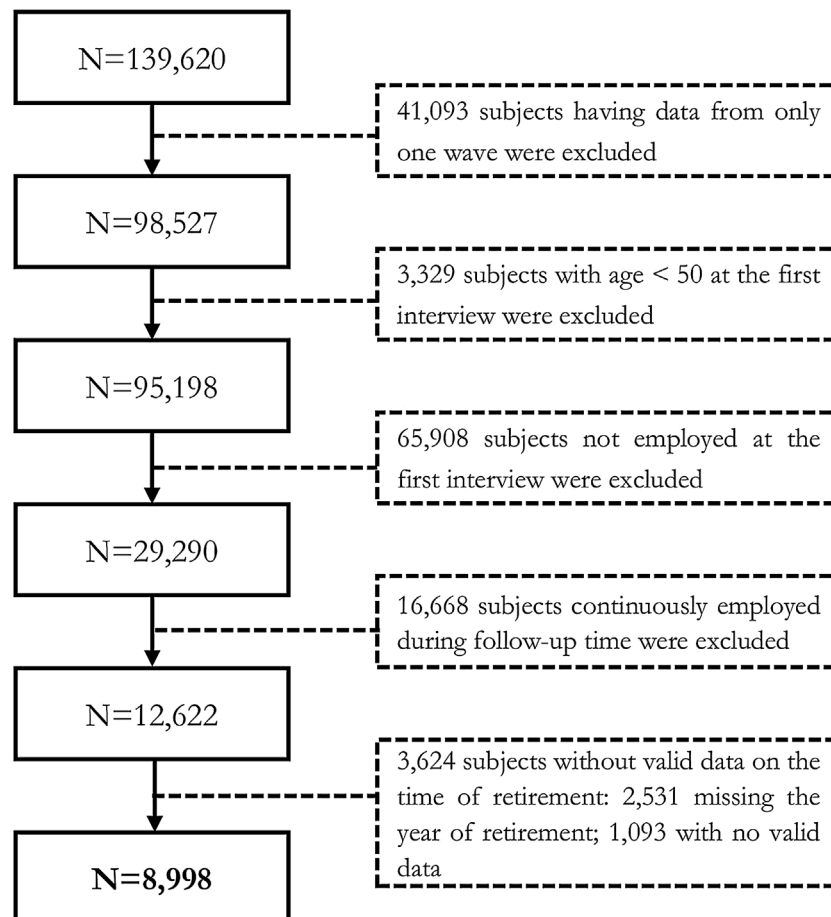 N=139,620
41,093 subjects having data from only
one wave were excluded
N=98,527
3,329 subjects with age < 50 at the first
interview were excluded
N=95,198
65,908 subjects not employed at the
first interview were excluded
N=29,290
16,668 subjects continuously employed
during follow-up time were excluded
N=12,622
3,624 subjects without valid data on the
time of retirement: 2,531 missing the
year of retirement; 1,093 with no valid
data
N=8,998